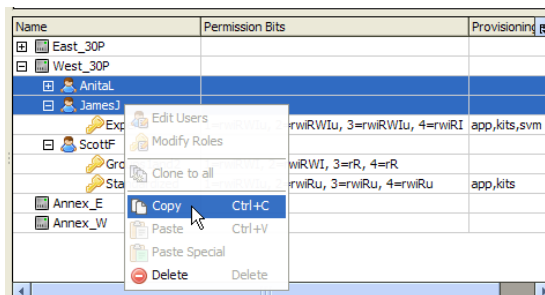 Name Permission Bits Provisioning
East_30P
West_30P
AnitaL
JamesJ
Exp rwiRWIu, 3=rwiRWIu, 4=rwiRI app,kits,svm
ScottF
Gro wiRWI, 3=rR, 4=rR
Sta rwiRu, 3=rwiRu, 4=rwiRu app,kits
Annex_E
Annex_W
Edit Users
Modify Roles
Clone to all
Copy Ctrl+C
Paste Ctrl+V
Paste Special
Delete Delete